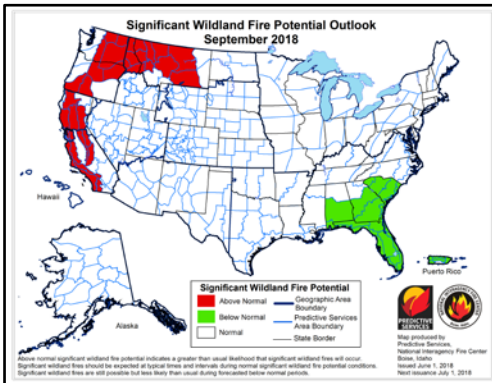 Significant Wildland Fire Potential Outlook
September 2018
Hawaii
Alaska
Puerto Rico
Significant Wildland Fire Potential
Above Normal
Below Normal
Normal
Geographic Area
Boundary
Predictive Services
Area Boundary
State Border
PREDICTIVE
SERVICES
Map produced by
Predictive Services,
National Interagency Fire Center
Boise, Idaho
Issued June 1, 2018
Next issuance July 1, 2018
Above normal significant wildland fire potential indicates a greater than usual likelihood that significant wildland fires will occur.
Significant wildland fires should be expected at typical times and intervals during normal significant wildland fire potential conditions.
Significant wildland fires are still possible but less likely than usual during forecasted below normal periods.